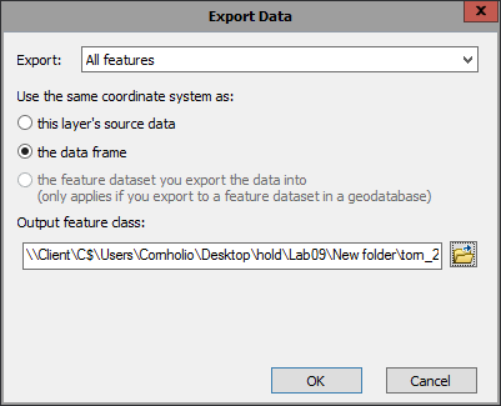 Export Data
x
Export: All features
Use the same coordinate system as:
this layer's source data
the data frame
the feature dataset you export the data into
(only applies if you export to a feature dataset in a geodatabase)
Output feature class:
\\Client\C$\Users\Cornholio\Desktop\hold\Lab09\New folder\torn_2
OK Cancel